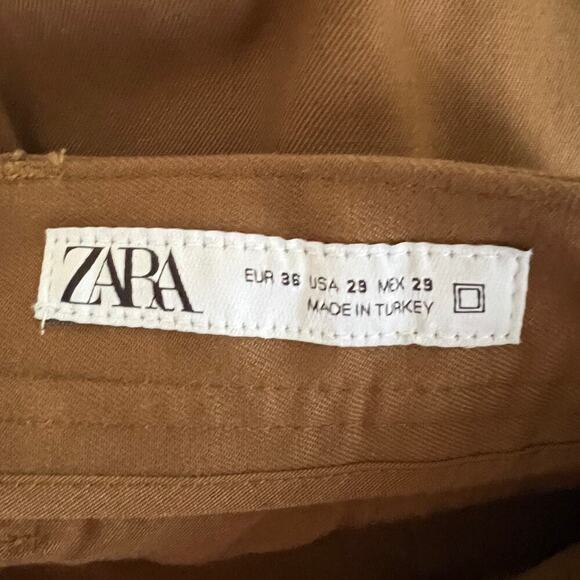 ZARA
EUR 36 USA 29 MEX 29
MADE IN TURKEY